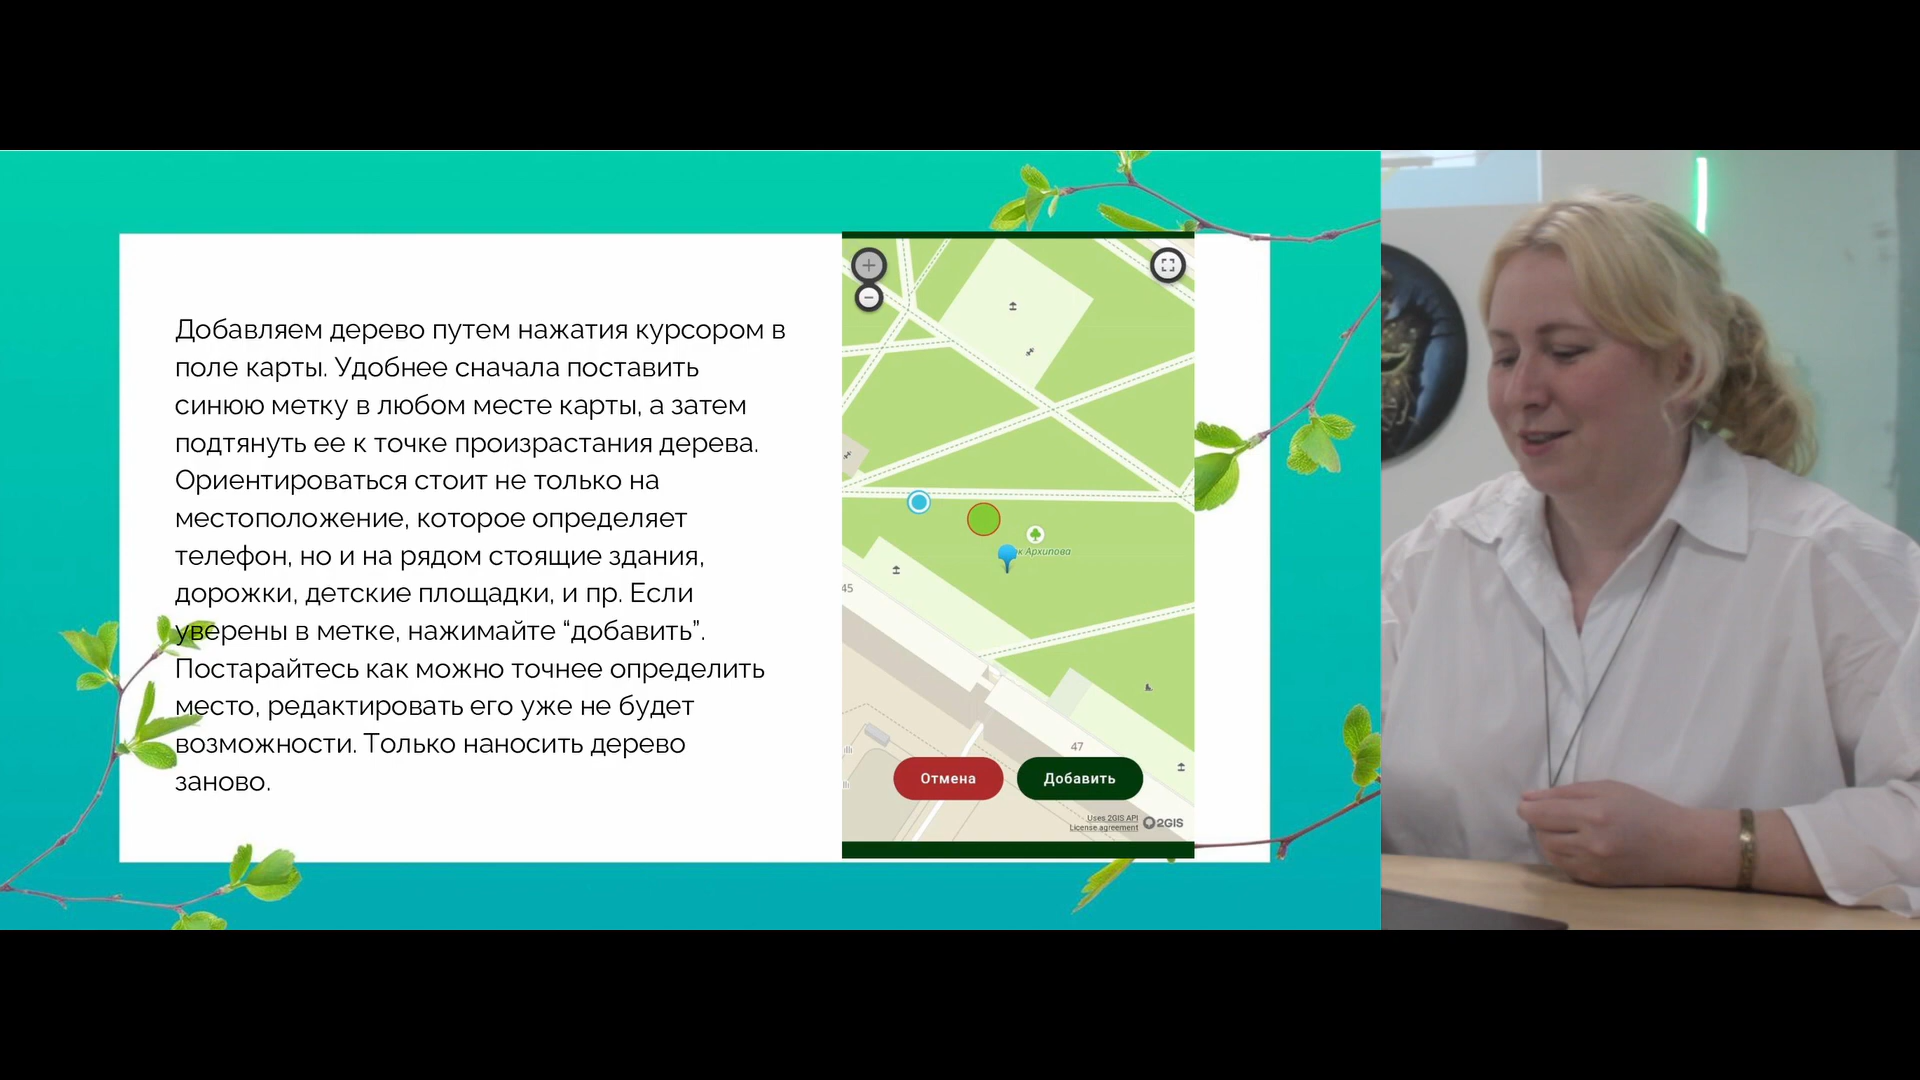 Добавляем дерево путем нажатия курсором в
поле карты. Удобнее сначала поставить
синюю метку в любом месте карты, а затем
подтянуть ее к точке произрастания дерева.
Ориентироваться стоит не только на
местоположение, которое определяет
телефон, но и на рядом стоящие здания,
дорожки, детские площадки, и пр. Если
уверены в метке, нажимайте “добавить”.
Постарайтесь как можно точнее определить
место, редактировать его уже не будет
возможности. Только наносить дерево
заново.
Архипова
45
47
Отмена
Добавить
Uses 2GIS API
License agreement
2GIS